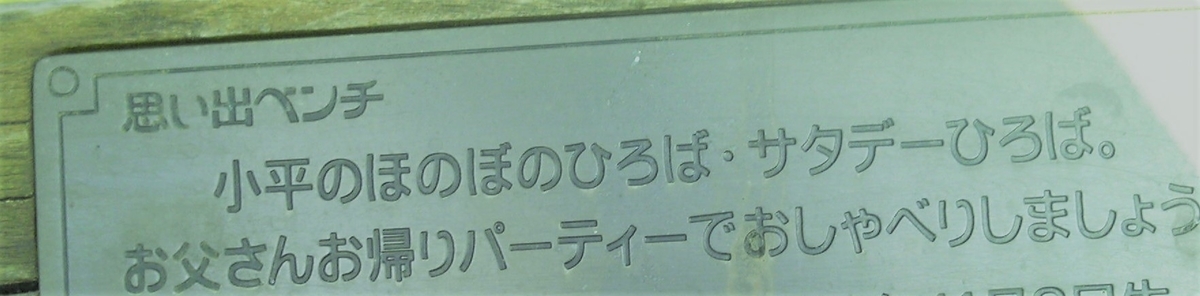 思い出ベンチ
小平のほのぼのひろば・サタデーひろば。
お父さんお帰りパーティーでおしゃべりしましょう